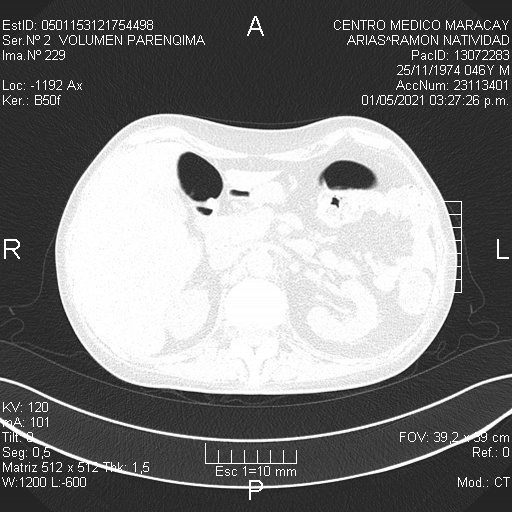 EstID: 0501153121754498
Ser.Nº 2 VOLUMEN PARENQIMA
Ima.Nº 229
Loc: -1192 Ax
Ker.: B50f
A
CENTRO MEDICO MARACAY
ARIAS^RAMON NATIVIDAD
PacID: 13072283
25/11/1974 046Y M
AccNum: 23113401
01/05/2021 03:27:26 p.m.
R
L
KV: 120
mA: 101
Tilt: 0
Seg: 0,5
Matriz 512 x 512 Thk: 1,5
W:1200 L:-600
Esc 1=10 mm
P
FOV: 39,2 x 39 cm
Ref.: 0
Mod.: CT